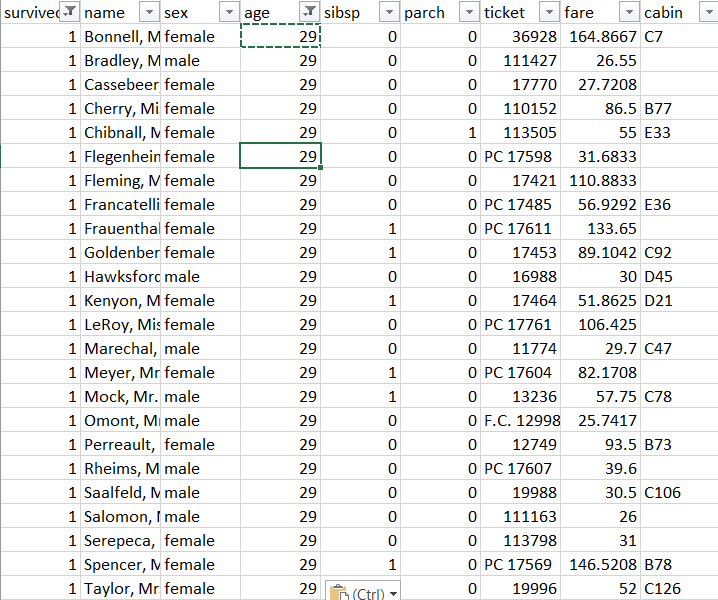 survived name sex age sibsp parch ticket fare cabin
1 Bonnell, M female 29 0 0 36928 164.8667 C7
1 Bradley, M male 29 0 0 111427 26.55
1 Cassebeer female 29 0 0 17770 27.7208
1 Cherry, Mi female 29 0 0 110152 86.5 B77
1 Chibnall, M female 29 0 1 113505 55 E33
1 Flegenhein female 29 0 0 PC 17598 31.6833
1 Fleming, M female 29 0 0 17421 110.8833
1 Francatelli female 29 0 0 PC 17485 56.9292 E36
1 Frauenthal female 29 1 0 PC 17611 133.65
1 Goldenber female 29 1 0 17453 89.1042 C92
1 Hawksford male 29 0 0 16988 30 D45
1 Kenyon, M female 29 1 0 17464 51.8625 D21
1 LeRoy, Mis female 29 0 0 PC 17761 106.425
1 Marechal, male 29 0 0 11774 29.7 C47
1 Meyer, Mr female 29 1 0 PC 17604 82.1708
1 Mock, Mr. male 29 1 0 13236 57.75 C78
1 Omont, M male 29 0 0 F.C. 12998 25.7417
1 Perreault, female 29 0 0 12749 93.5 B73
1 Rheims, M male 29 0 0 PC 17607 39.6
1 Saalfeld, M male 29 0 0 19988 30.5 C106
1 Salomon, male 29 0 0 111163 26
1 Serepeca, female 29 0 0 113798 31
1 Spencer, M female 29 1 0 PC 17569 146.5208 B78
1 Taylor, Mr female 29 (Ctrl) 0 19996 52 C126